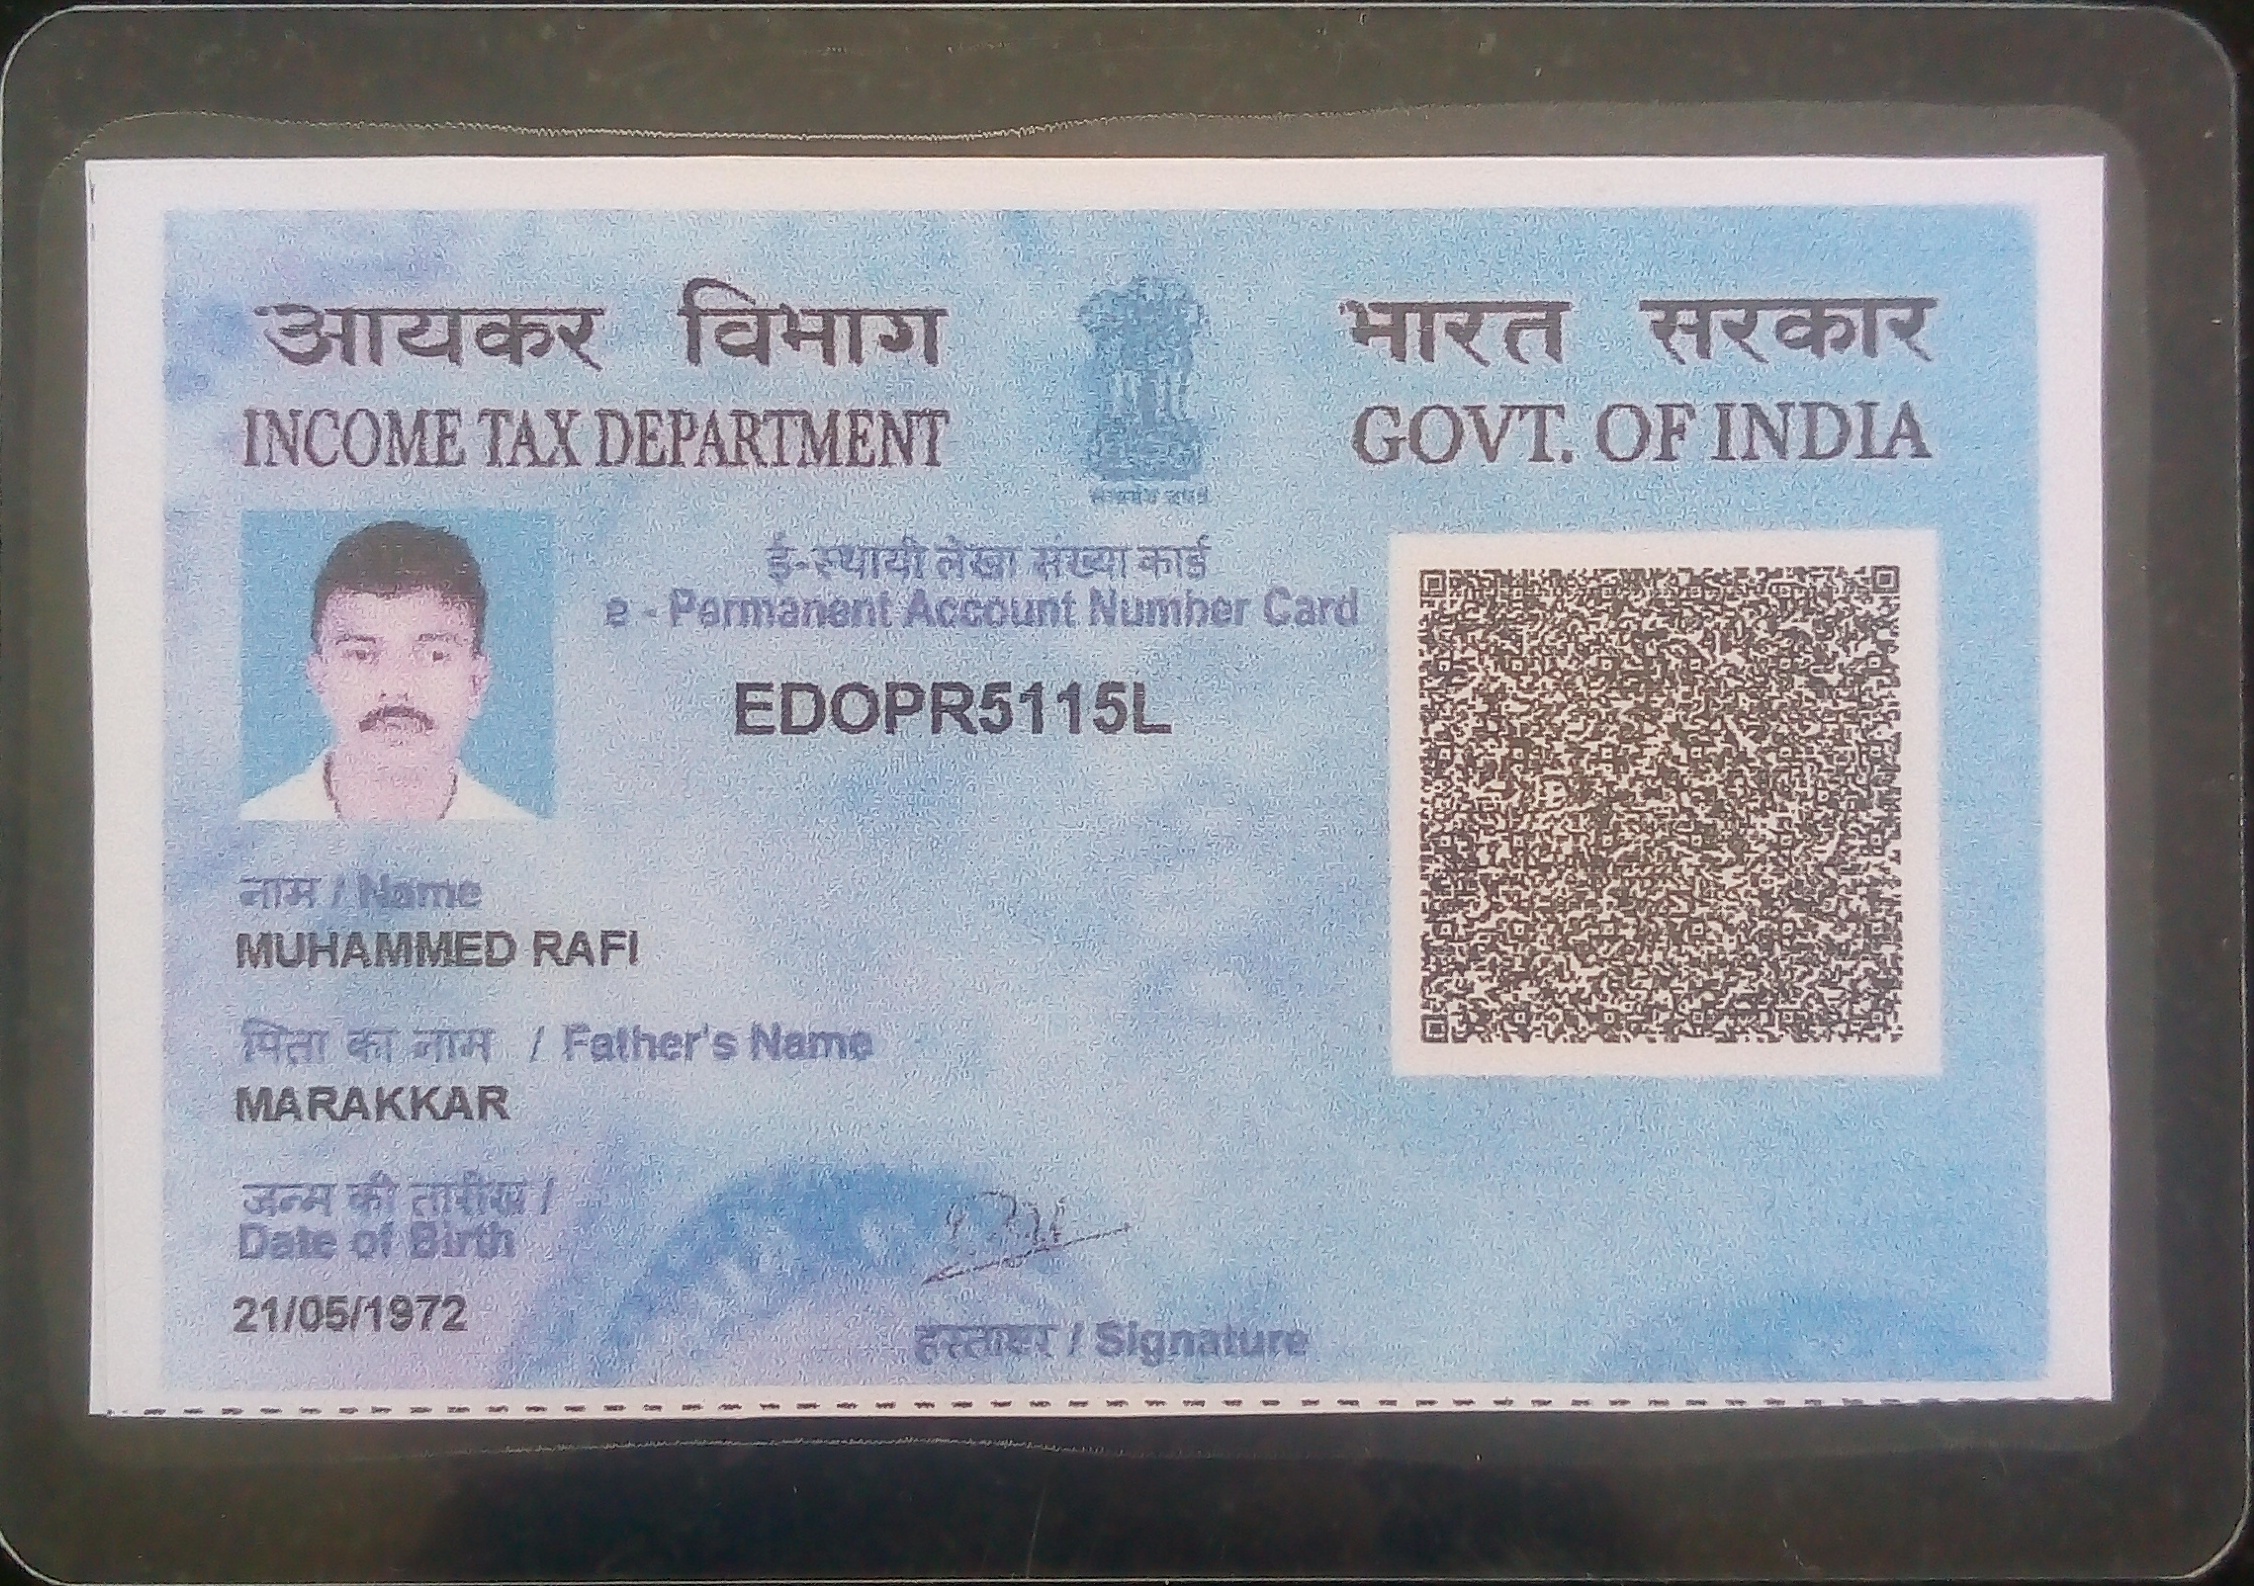 आयकर विभाग
INCOME TAX DEPARTMENT
भारत सरकार
GOVT. OF INDIA
सत्यमेव जयते
ई-स्थायी लेखा संख्या कार्ड
e - Permanent Account Number Card
EDOPR5115L
नाम / Name
MUHAMMED RAFI
पिता का नाम / Father's Name
MARAKKAR
जन्म की तारीख /
Date of Birth
21/05/1972
हस्ताक्षर / Signature